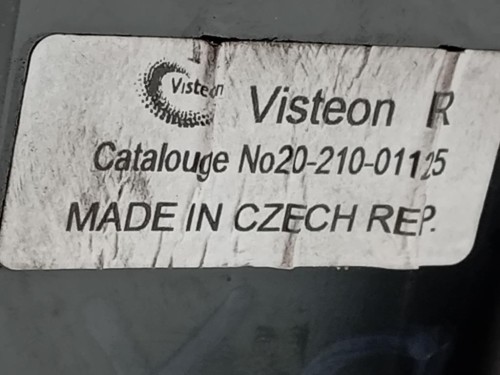 Visteon
Visteon R
Catalouge No20-210-01125
MADE IN CZECH REP.